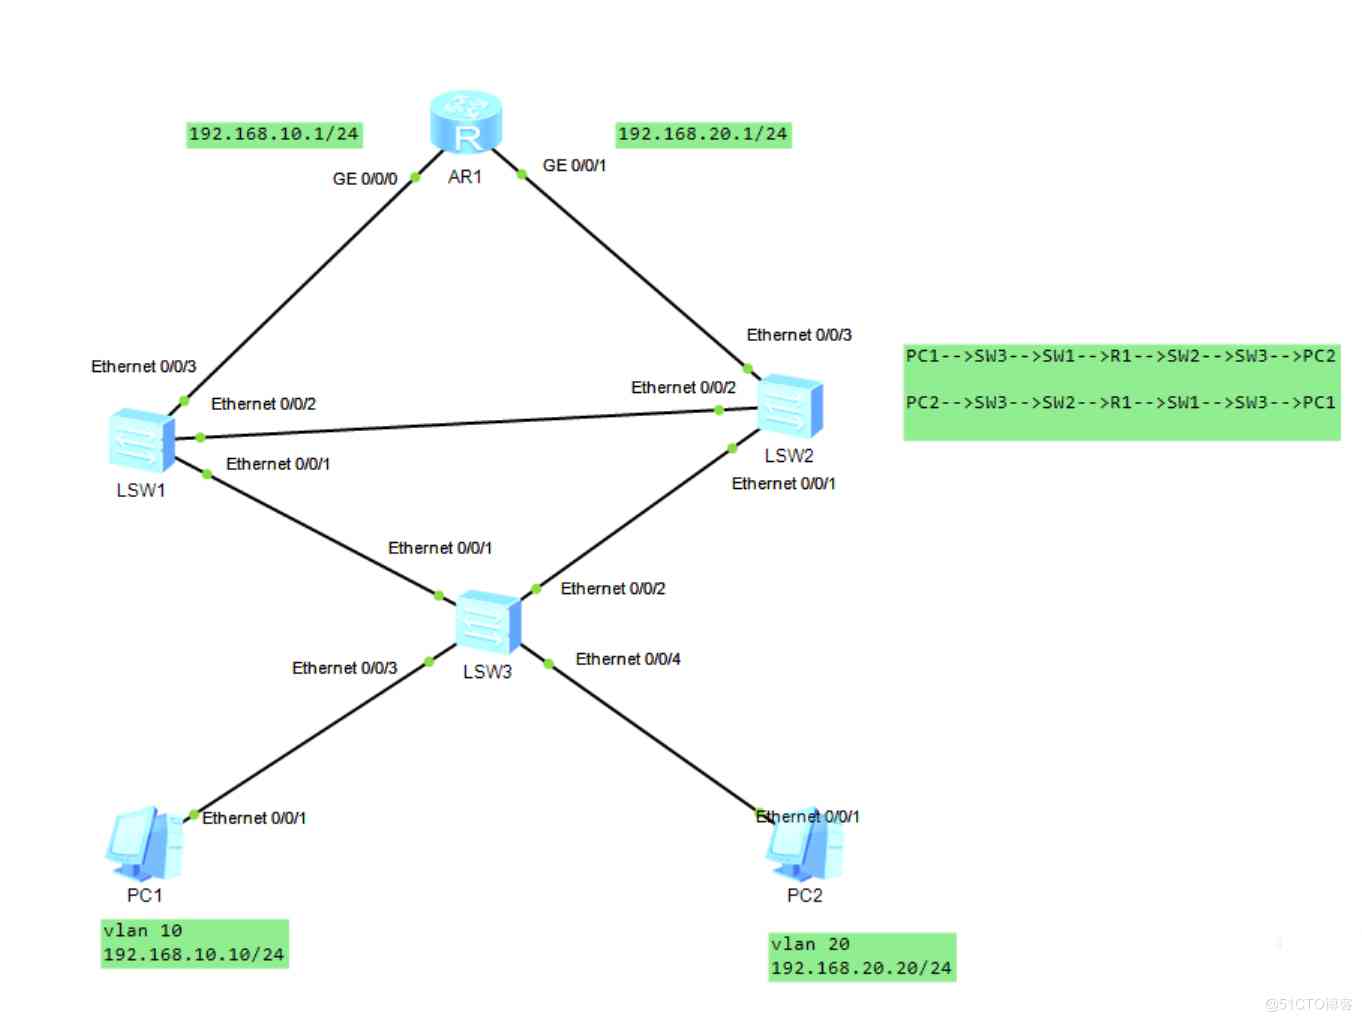 192.168.10.1/24
192.168.20.1/24
R
GE 0/0/0
AR1
GE 0/0/1
Ethernet 0/0/3
Ethernet 0/0/3
PC1-->SW3-->SW1-->R1-->SW2-->SW3-->PC2
PC2-->SW3-->SW2-->R1-->SW1-->SW3-->PC1
Ethernet 0/0/2
Ethernet 0/0/2
LSW1
Ethernet 0/0/1
LSW2
Ethernet 0/0/1
Ethernet 0/0/1
Ethernet 0/0/2
Ethernet 0/0/3
LSW3
Ethernet 0/0/4
Ethernet 0/0/1
Ethernet 0/0/1
PC1
PC2
vlan 10
192.168.10.10/24
vlan 20
192.168.20.20/24
@51CTO博客